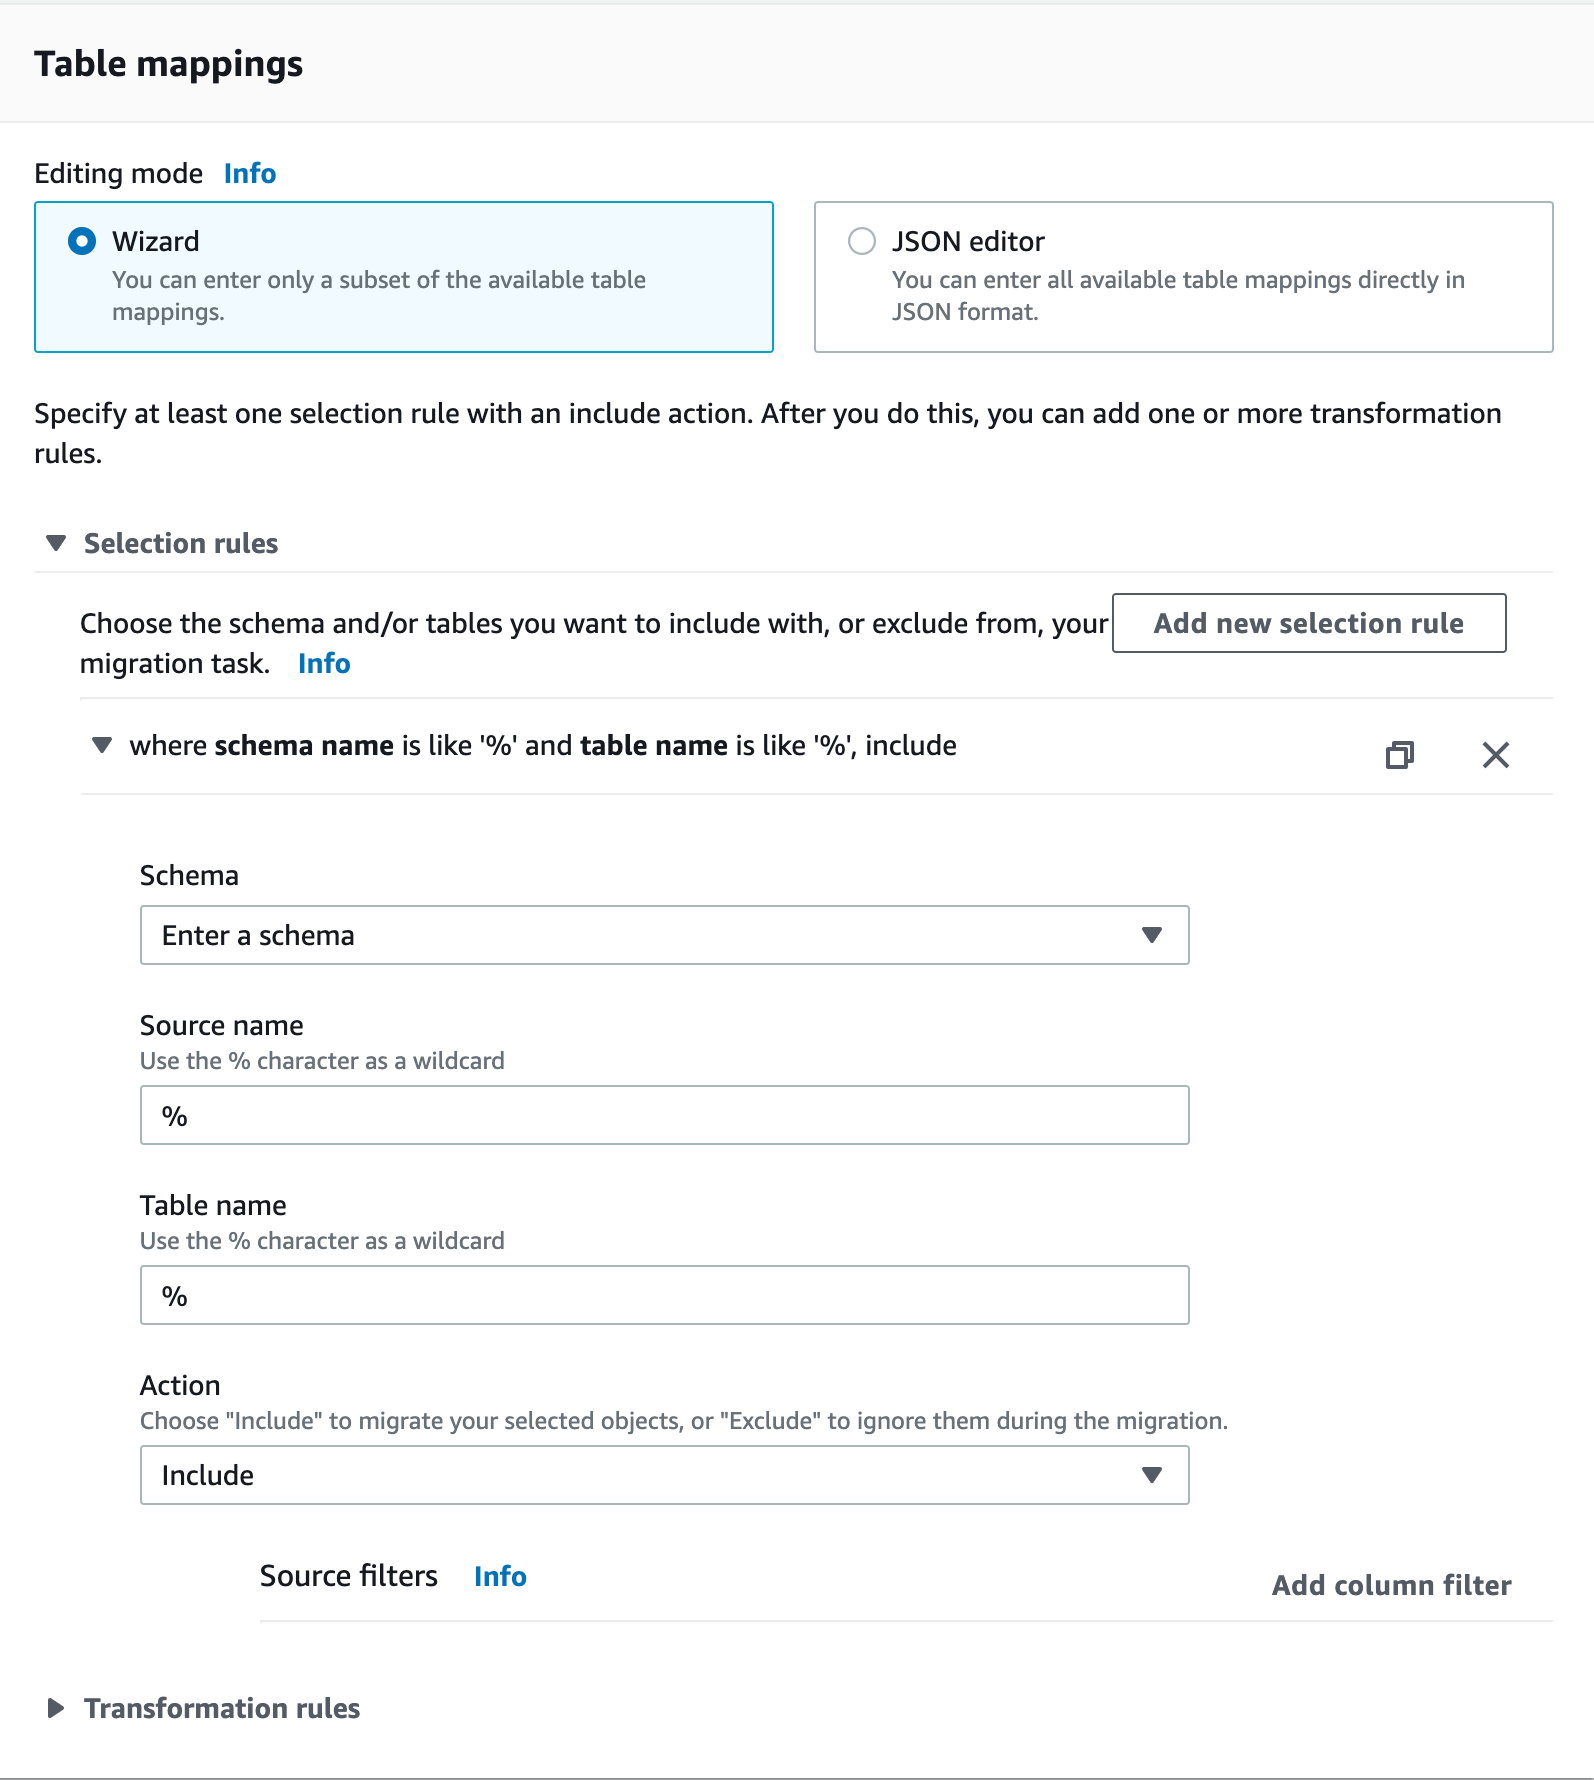 Table mappings
Editing mode Info
Wizard
You can enter only a subset of the available table
mappings.
JSON editor
You can enter all available table mappings directly in
JSON format.
Specify at least one selection rule with an include action. After you do this, you can add one or more transformation
rules.
Selection rules
Choose the schema and/or tables you want to include with, or exclude from, your
migration task. Info
Add new selection rule
where schema name is like '%' and table name is like '%', include
Schema
Enter a schema
Source name
Use the % character as a wildcard
%
Table name
Use the % character as a wildcard
%
Action
Choose "Include" to migrate your selected objects, or "Exclude" to ignore them during the migration.
Include
Source filters Info
Add column filter
Transformation rules